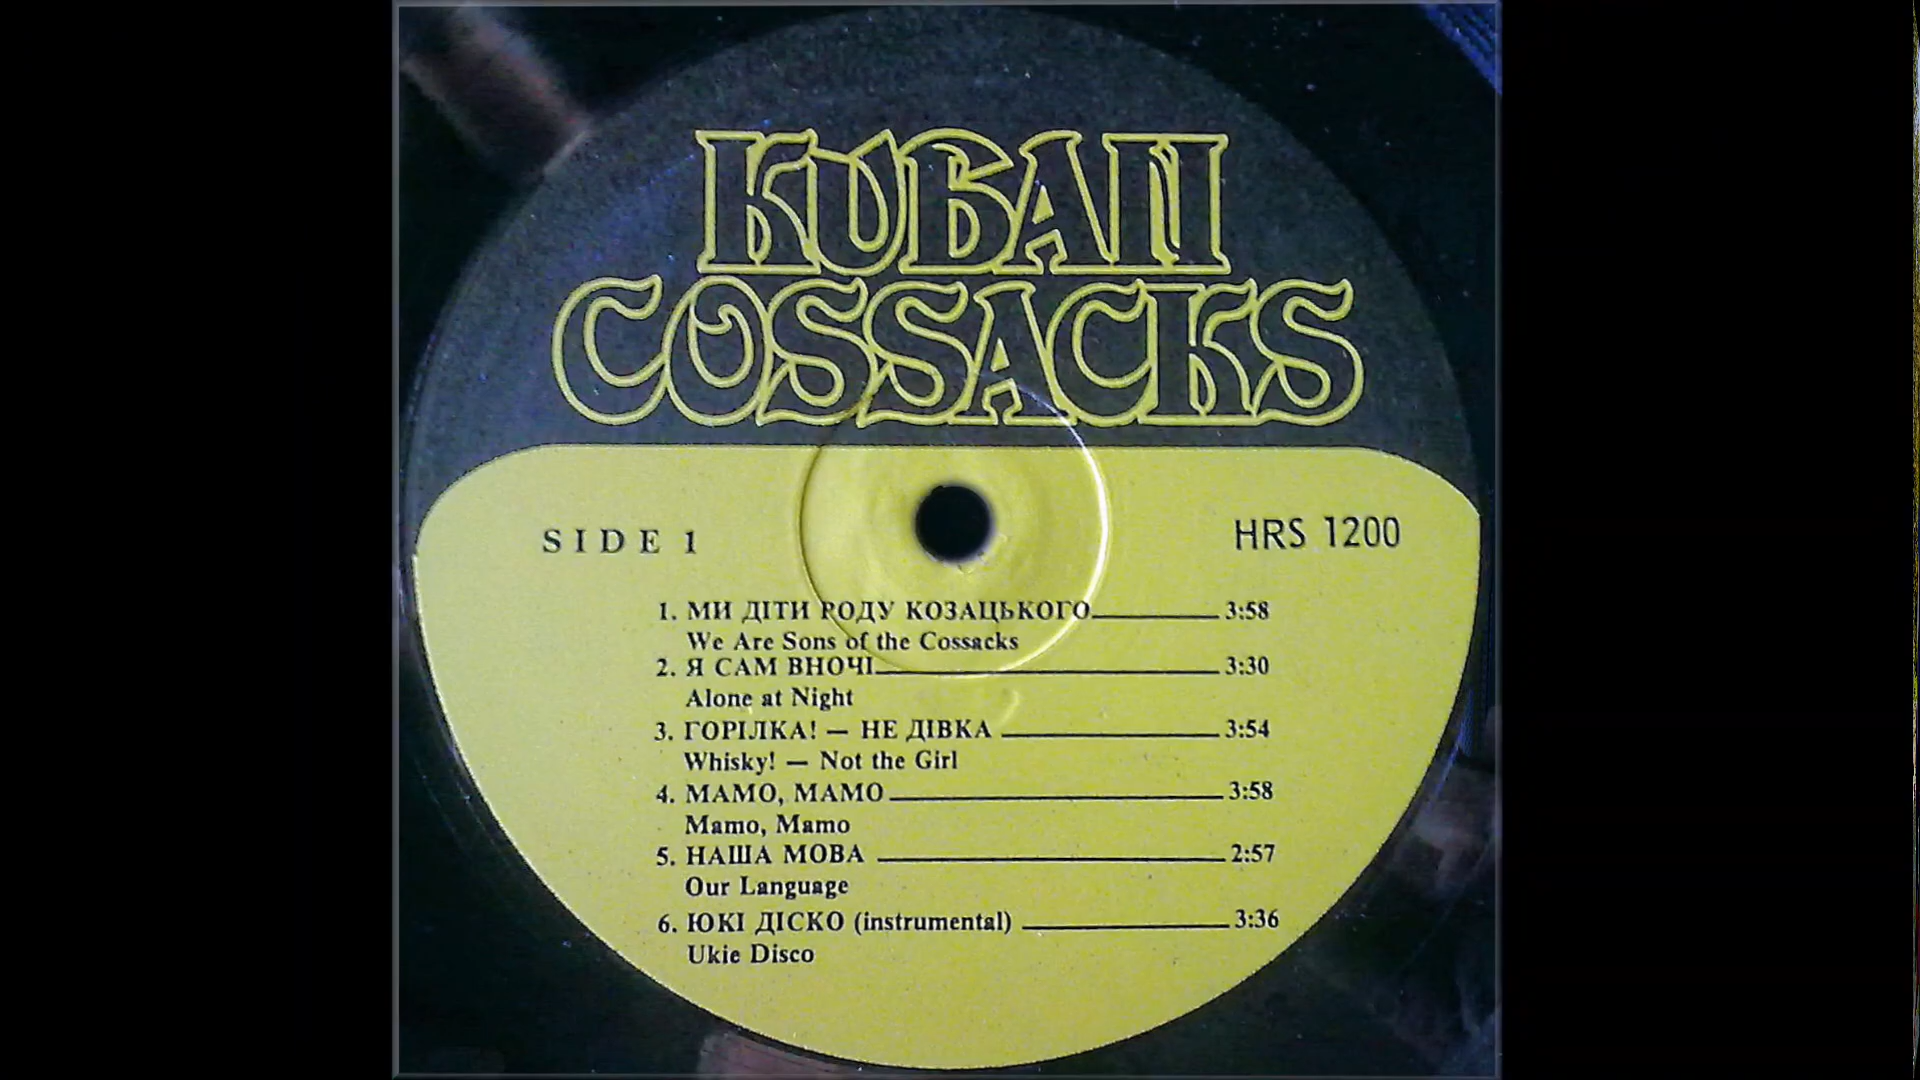 KUBAN
COSSACKS
SIDE 1
HRS 1200
1. МИ ДІТИ РОДУ КОЗАЦЬКОГО 3:58
We Are Sons of the Cossacks
2. Я САМ ВНОЧІ 3:30
Alone at Night
3. ГОРІЛКА! — НЕ ДІВКА 3:54
Whisky! — Not the Girl
4. МАМО, МАМО 3:58
Mamo, Mamo
5. НАША МОВА 2:57
Our Language
6. ЮКІ ДІСКО (instrumental) 3:36
Ukie Disco